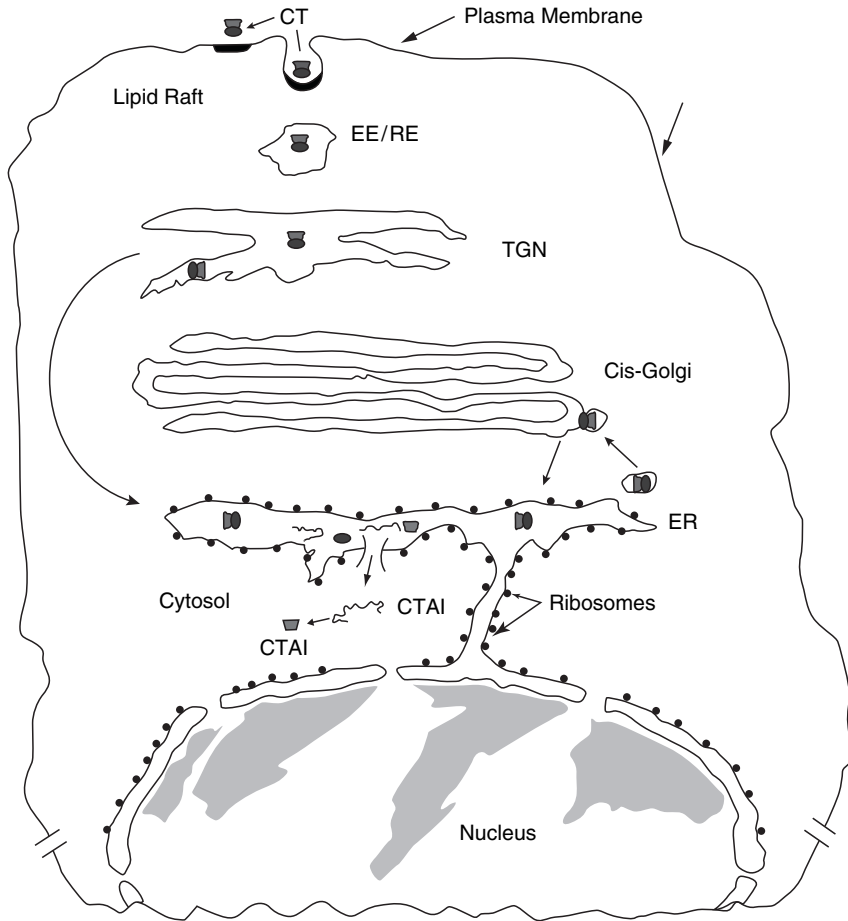 CT
Plasma Membrane
Lipid Raft
EE/RE
TGN
Cis-Golgi
ER
Cytosol
CTAI
Ribosomes
CTAI
Nucleus